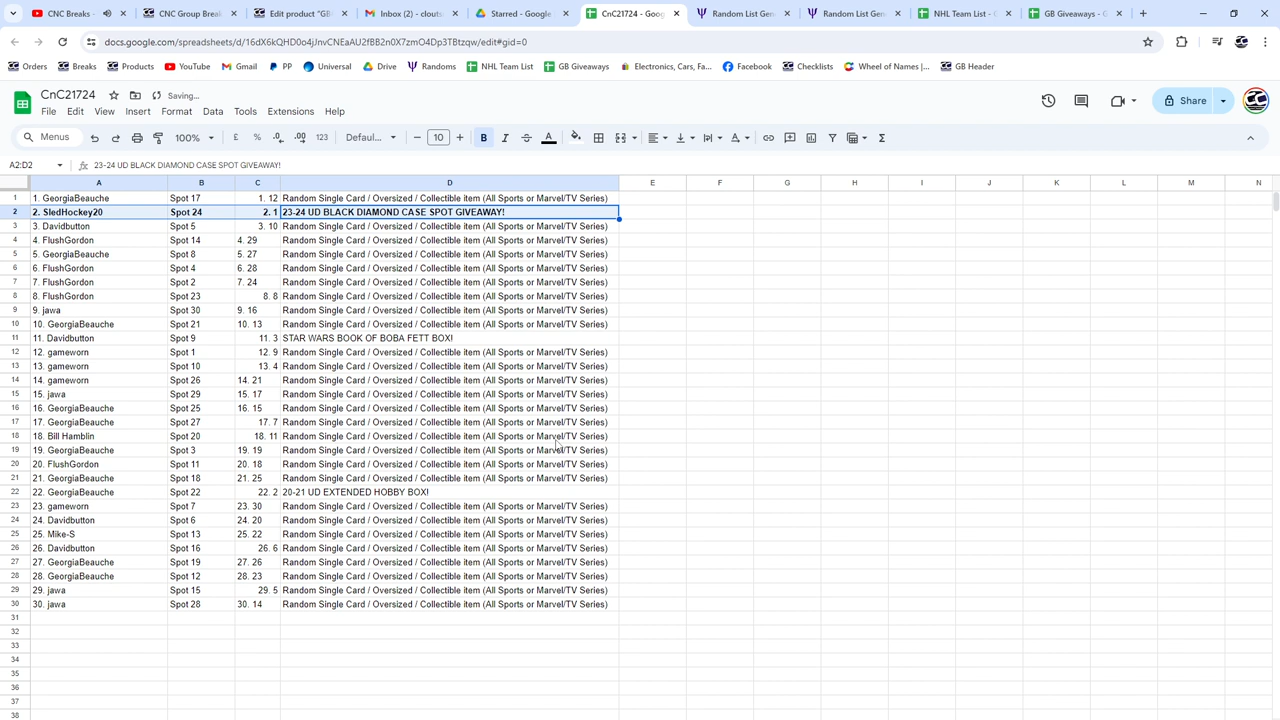 CNC Breaks
CNC Group Break
Edit product "GB
Inbox (2) - clouts
Starred - Google
CnC21724 - Goog
Random List Gene
Random List Gene
NHL Team List - G
GB Giveaways - G
docs.google.com/spreadsheets/d/16dX6kQHD0o4jJnvCNEaAU2fBB2n0X7zmO4Dp3TBtzqw/edit#gid=0
Orders Breaks Products YouTube Gmail PP Universal Drive Randoms NHL Team List GB Giveaways Electronics, Cars, Fa... Facebook Checklists Wheel of Names |... GB Header
CnC21724 Saving...
File Edit View Insert Format Data Tools Extensions Help
Share
Menus 100% £ % .0 .00 123 Defaul... 10 B I A
A2:D2 23-24 UD BLACK DIAMOND CASE SPOT GIVEAWAY!
A B C D E F G H I J K L M N
1 1. GeorgiaBeauche Spot 17 1. 12 Random Single Card / Oversized / Collectible item (All Sports or Marvel/TV Series)
2 2. SledHockey20 Spot 24 2. 1 23-24 UD BLACK DIAMOND CASE SPOT GIVEAWAY!
3 3. Davidbutton Spot 5 3. 10 Random Single Card / Oversized / Collectible item (All Sports or Marvel/TV Series)
4 4. FlushGordon Spot 14 4. 29 Random Single Card / Oversized / Collectible item (All Sports or Marvel/TV Series)
5 5. GeorgiaBeauche Spot 8 5. 27 Random Single Card / Oversized / Collectible item (All Sports or Marvel/TV Series)
6 6. FlushGordon Spot 4 6. 28 Random Single Card / Oversized / Collectible item (All Sports or Marvel/TV Series)
7 7. FlushGordon Spot 2 7. 24 Random Single Card / Oversized / Collectible item (All Sports or Marvel/TV Series)
8 8. FlushGordon Spot 23 8. 8 Random Single Card / Oversized / Collectible item (All Sports or Marvel/TV Series)
9 9. jawa Spot 30 9. 16 Random Single Card / Oversized / Collectible item (All Sports or Marvel/TV Series)
10 10. GeorgiaBeauche Spot 21 10. 13 Random Single Card / Oversized / Collectible item (All Sports or Marvel/TV Series)
11 11. Davidbutton Spot 9 11. 3 STAR WARS BOOK OF BOBA FETT BOX!
12 12. gameworn Spot 1 12. 9 Random Single Card / Oversized / Collectible item (All Sports or Marvel/TV Series)
13 13. gameworn Spot 10 13. 4 Random Single Card / Oversized / Collectible item (All Sports or Marvel/TV Series)
14 14. gameworn Spot 26 14. 21 Random Single Card / Oversized / Collectible item (All Sports or Marvel/TV Series)
15 15. jawa Spot 29 15. 17 Random Single Card / Oversized / Collectible item (All Sports or Marvel/TV Series)
16 16. GeorgiaBeauche Spot 25 16. 15 Random Single Card / Oversized / Collectible item (All Sports or Marvel/TV Series)
17 17. GeorgiaBeauche Spot 27 17. 7 Random Single Card / Oversized / Collectible item (All Sports or Marvel/TV Series)
18 18. Bill Hamblin Spot 20 18. 11 Random Single Card / Oversized / Collectible item (All Sports or Marvel/TV Series)
19 19. GeorgiaBeauche Spot 3 19. 19 Random Single Card / Oversized / Collectible item (All Sports or Marvel/TV Series)
20 20. FlushGordon Spot 11 20. 18 Random Single Card / Oversized / Collectible item (All Sports or Marvel/TV Series)
21 21. GeorgiaBeauche Spot 18 21. 25 Random Single Card / Oversized / Collectible item (All Sports or Marvel/TV Series)
22 22. GeorgiaBeauche Spot 22 22. 2 20-21 UD EXTENDED HOBBY BOX!
23 23. gameworn Spot 7 23. 30 Random Single Card / Oversized / Collectible item (All Sports or Marvel/TV Series)
24 24. Davidbutton Spot 6 24. 20 Random Single Card / Oversized / Collectible item (All Sports or Marvel/TV Series)
25 25. Mike-S Spot 13 25. 22 Random Single Card / Oversized / Collectible item (All Sports or Marvel/TV Series)
26 26. Davidbutton Spot 16 26. 6 Random Single Card / Oversized / Collectible item (All Sports or Marvel/TV Series)
27 27. GeorgiaBeauche Spot 19 27. 26 Random Single Card / Oversized / Collectible item (All Sports or Marvel/TV Series)
28 28. GeorgiaBeauche Spot 12 28. 23 Random Single Card / Oversized / Collectible item (All Sports or Marvel/TV Series)
29 29. jawa Spot 15 29. 5 Random Single Card / Oversized / Collectible item (All Sports or Marvel/TV Series)
30 30. jawa Spot 28 30. 14 Random Single Card / Oversized / Collectible item (All Sports or Marvel/TV Series)
31
32
33
34
35
36
37
38